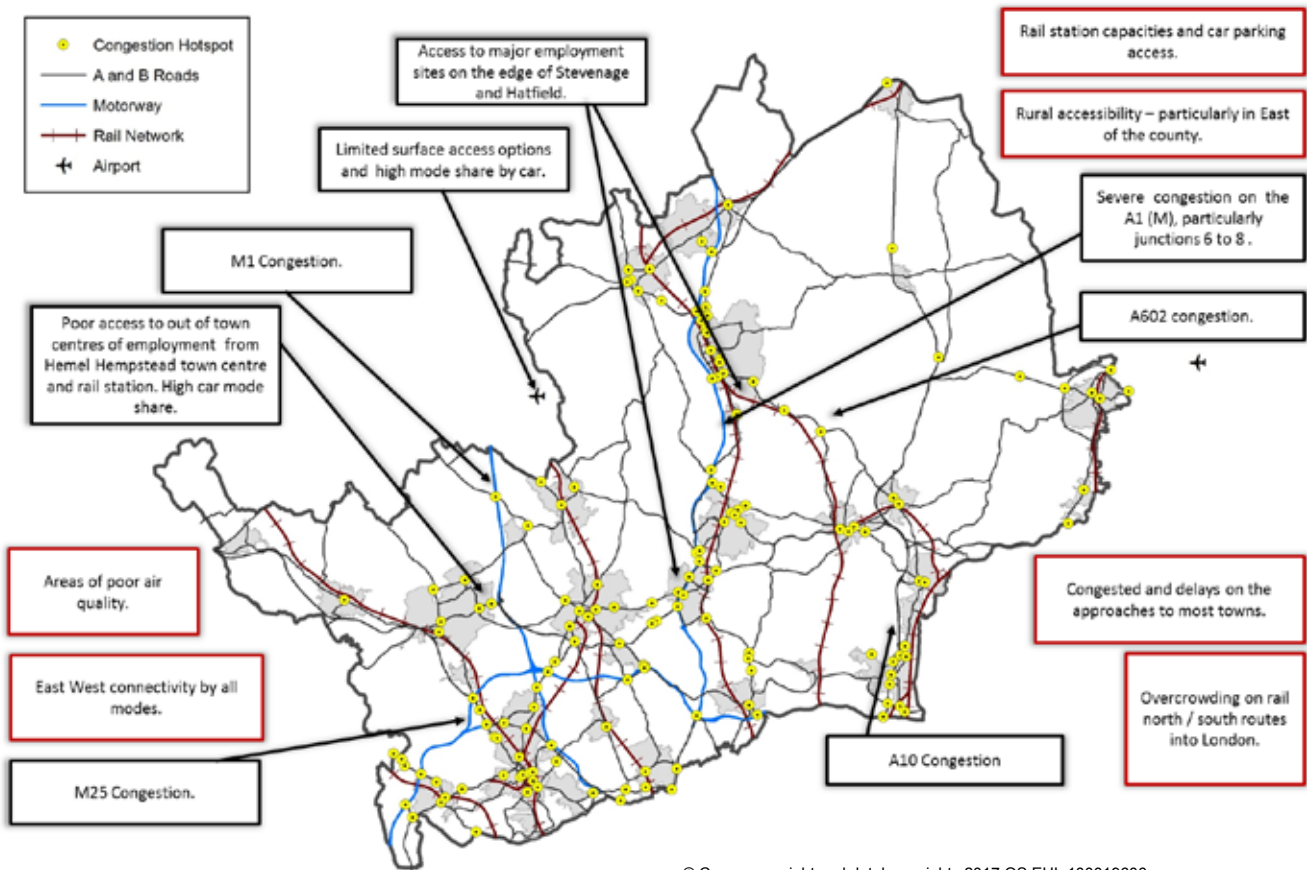 Congestion Hotspot
A and B Roads
Motorway
Rail Network
Airport
Access to major employment
sites on the edge of Stevenage
and Hatfield.
Limited surface access options
and high mode share by car.
M1 Congestion.
Poor access to out of town
centres of employment from
Hemel Hempstead town centre
and rail station. High car mode
share.
Areas of poor air
quality.
East West connectivity by all
modes.
M25 Congestion.
Rail station capacities and car parking
access.
Rural accessibility – particularly in East
of the county.
Severe congestion on the
A1 (M), particularly
junctions 6 to 8 .
A602 congestion.
Congested and delays on the
approaches to most towns.
Overcrowding on rail
north / south routes
into London.
A10 Congestion